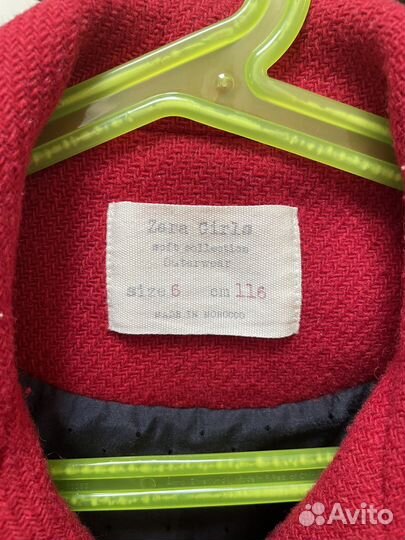 Zara Girls
soft collection
Outerwear
size 6 cm 116
MADE IN MOROCCO
Avito